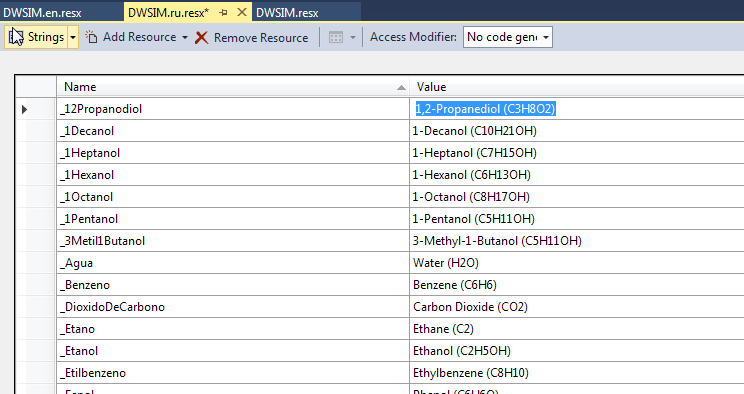 DWSIM.en.resx DWSIM.ru.resx* DWSIM.resx
Strings Add Resource Remove Resource Access Modifier: No code gene
Name Value
_12Propanodiol 1,2-Propanediol (C3H8O2)
_1Decanol 1-Decanol (C10H21OH)
_1Heptanol 1-Heptanol (C7H15OH)
_1Hexanol 1-Hexanol (C6H13OH)
_1Octanol 1-Octanol (C8H17OH)
_1Pentanol 1-Pentanol (C5H11OH)
_3Metil1Butanol 3-Methyl-1-Butanol (C5H11OH)
_Agua Water (H2O)
_Benzeno Benzene (C6H6)
_DioxidoDeCarbono Carbon Dioxide (CO2)
_Etano Ethane (C2)
_Etanol Ethanol (C2H5OH)
_Etilbenzeno Ethylbenzene (C8H10)
_Fenol Phenol (C6H6O)